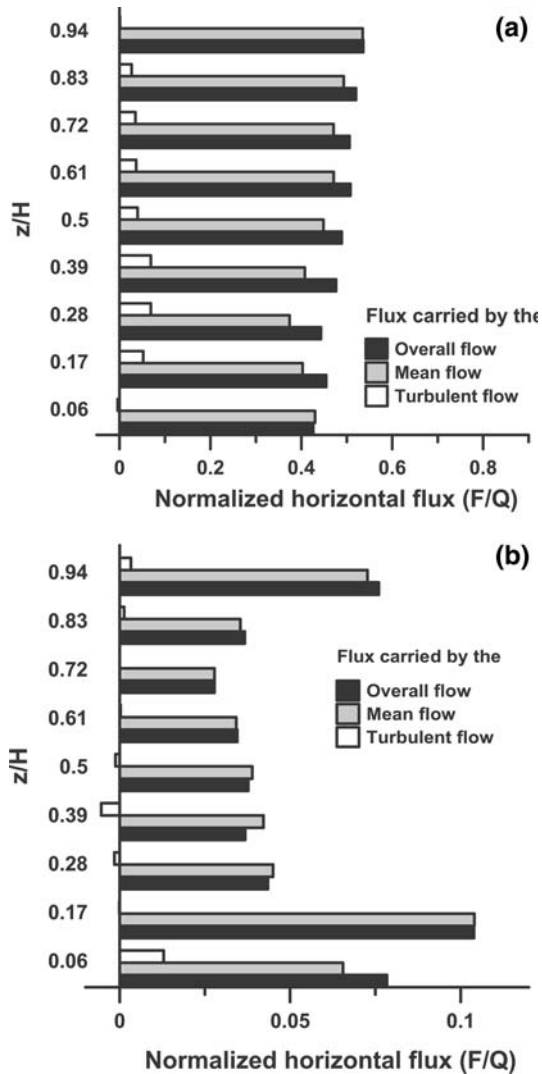 (a)
0.94
0.83
0.72
0.61
0.5
0.39
0.28
0.17
0.06
z/H
Flux carried by the
Overall flow
Mean flow
Turbulent flow
0 0.2 0.4 0.6 0.8
Normalized horizontal flux (F/Q)
(b)
0.94
0.83
0.72
0.61
0.5
0.39
0.28
0.17
0.06
z/H
Flux carried by the
Overall flow
Mean flow
Turbulent flow
0 0.05 0.1
Normalized horizontal flux (F/Q)